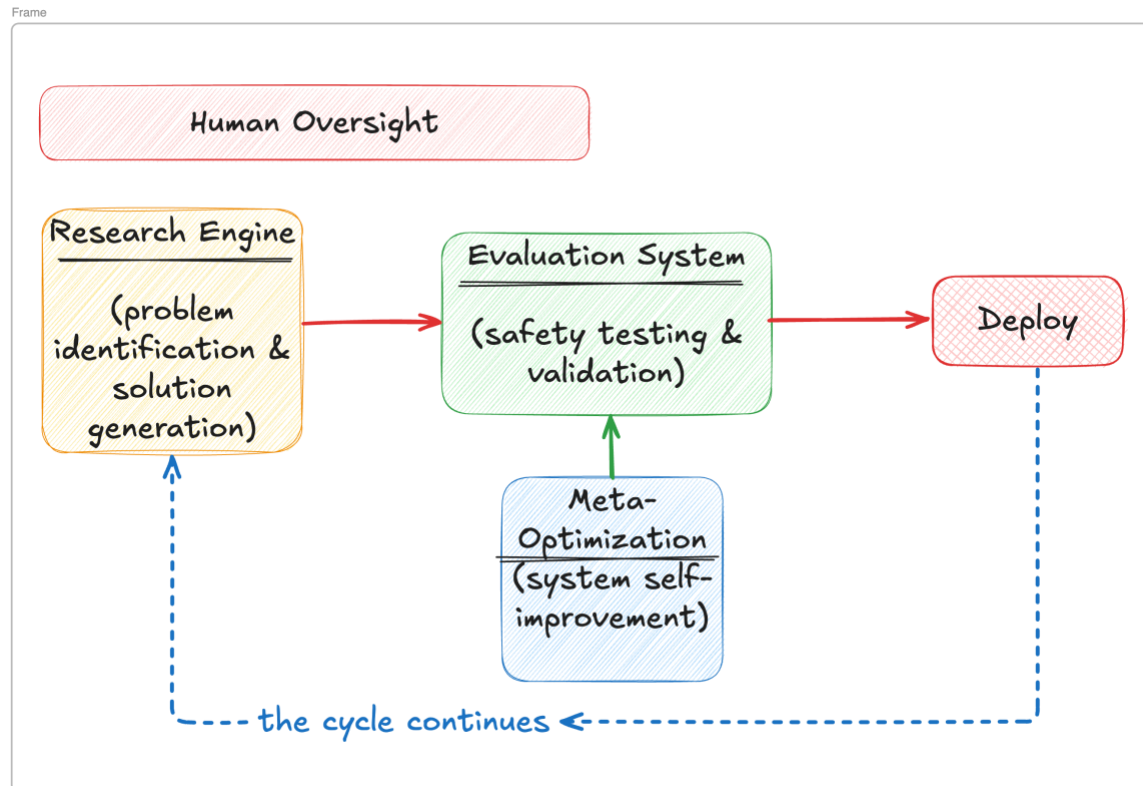 Frame
Human Oversight
Research Engine
(problem
identification &
solution
generation)
Evaluation System
(safety testing &
validation)
Deploy
Meta-
Optimization
(system self-
improvement)
the cycle continues